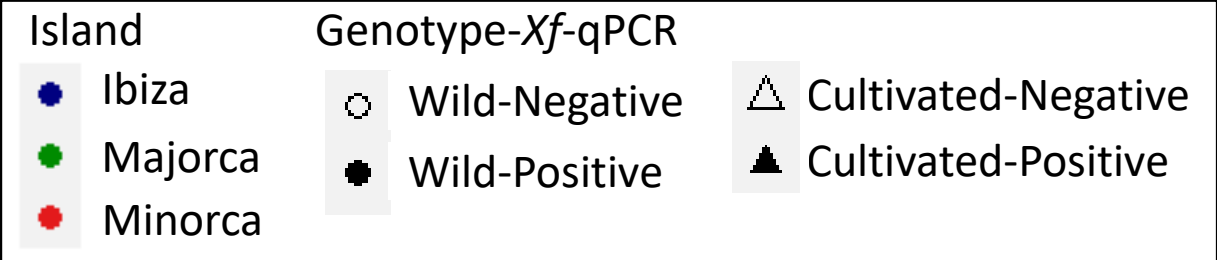 Island
Ibiza
Majorca
Minorca
Genotype-Xf-qPCR
Wild-Negative
Wild-Positive
Cultivated-Negative
Cultivated-Positive